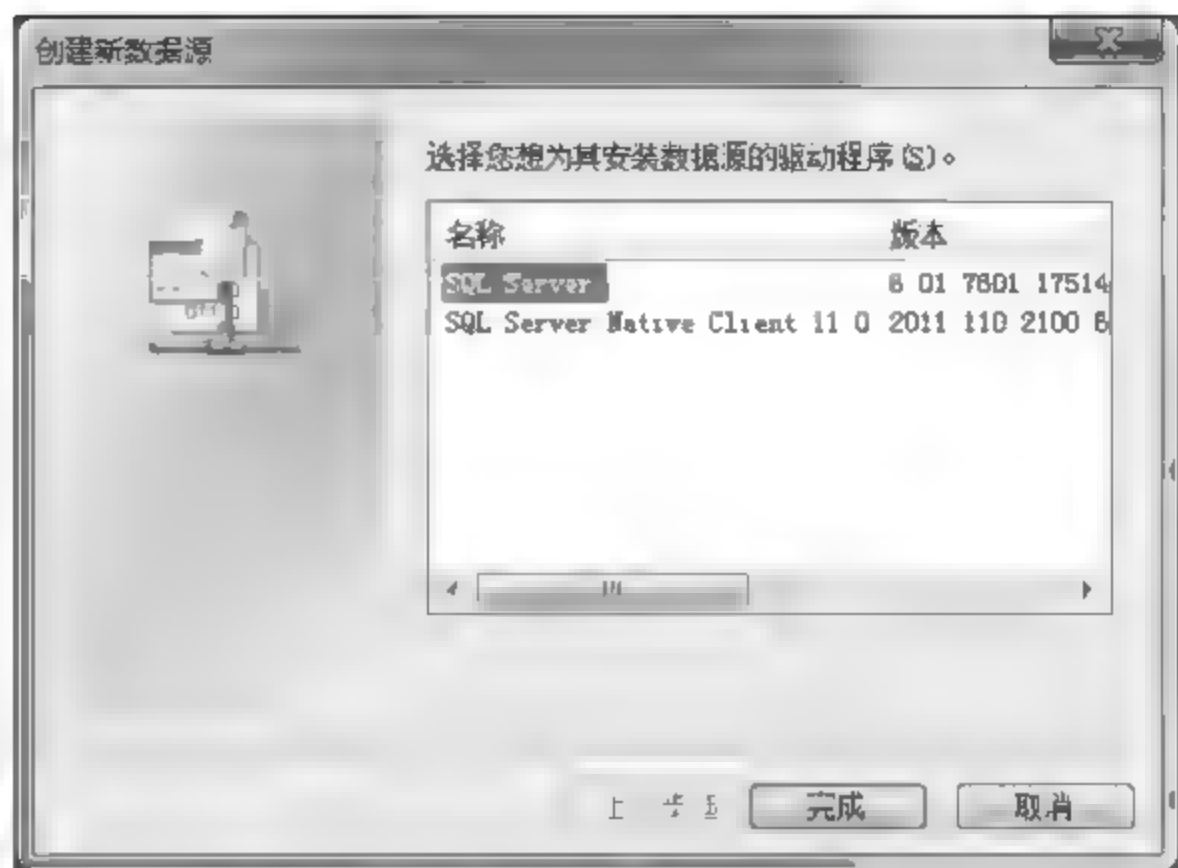 创建新数据源
选择您想为其安装数据源的驱动程序(S)。
名称 版本
SQL Server 6 01 7601 17514
SQL Server Native Client 11 0 2011 110 2100 6
上 步
完成
取消